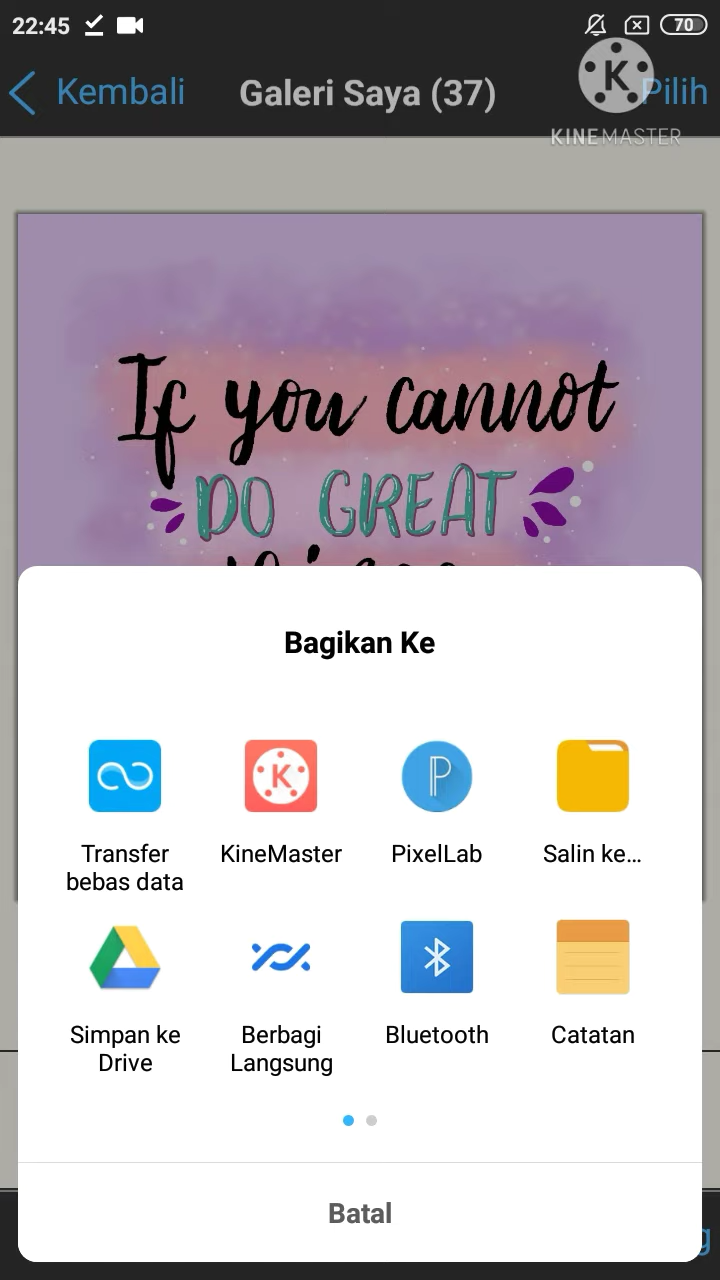 22:45
70
Kembali
Galeri Saya (37)
Pilih
K
KINEMASTER
If you cannot
DO GREAT
Bagikan Ke
K
P
Transfer
bebas data
KineMaster
PixelLab
Salin ke...
Simpan ke
Drive
Berbagi
Langsung
Bluetooth
Catatan
Batal
g